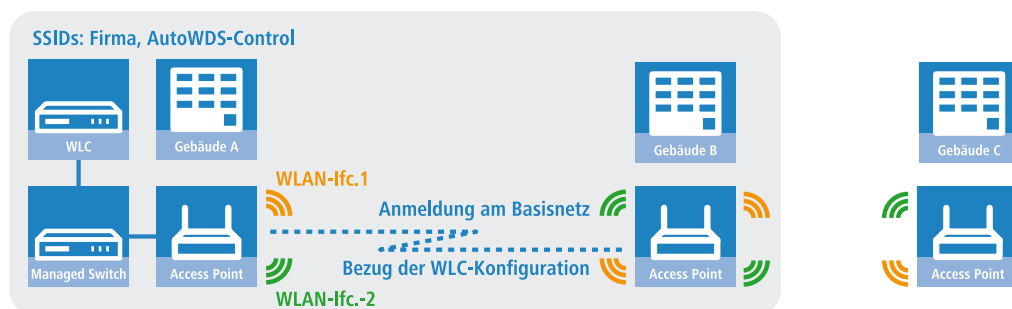 SSIDs: Firma, AutoWDS-Control
WLC
Gebäude A
Gebäude B
Gebäude C
WLAN-Ifc.1
Anmeldung am Basisnetz
Bezug der WLC-Konfiguration
Managed Switch
Access Point
Access Point
Access Point
WLAN-Ifc.-2